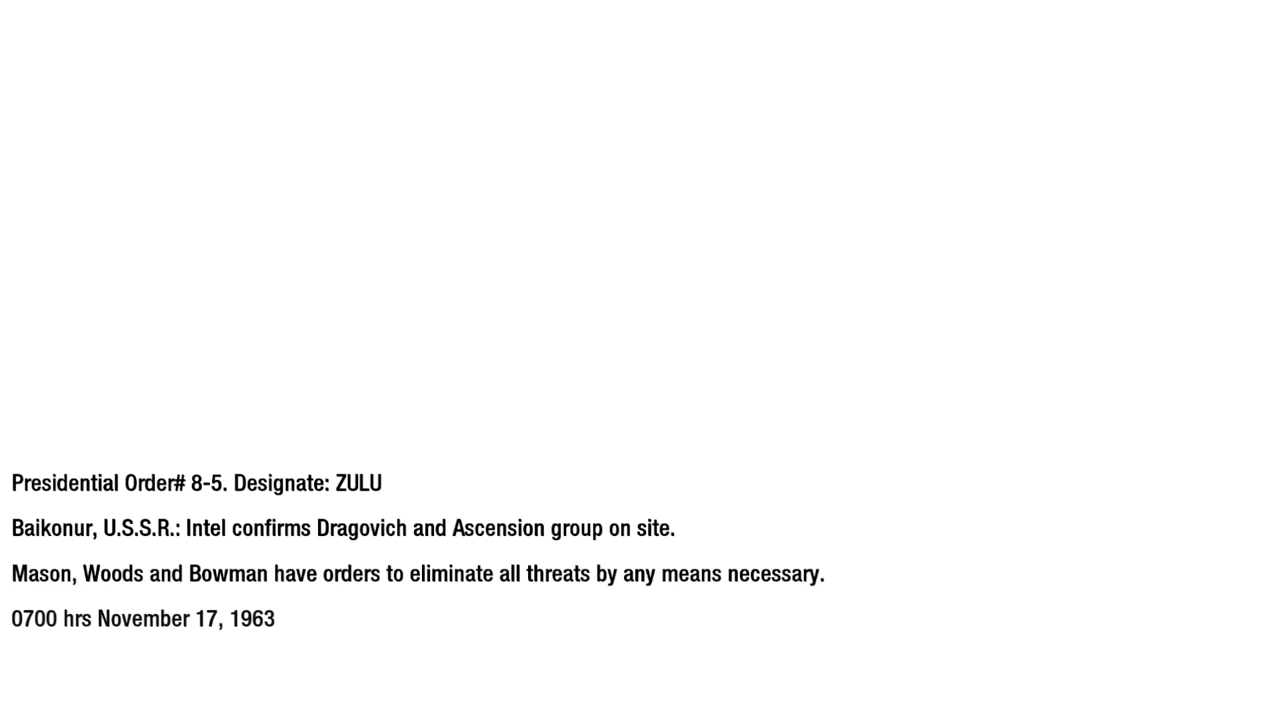 Presidential Order# 8-5. Designate: ZULU
Baikonur, U.S.S.R.: Intel confirms Dragovich and Ascension group on site.
Mason, Woods and Bowman have orders to eliminate all threats by any means necessary.
0700 hrs November 17, 1963